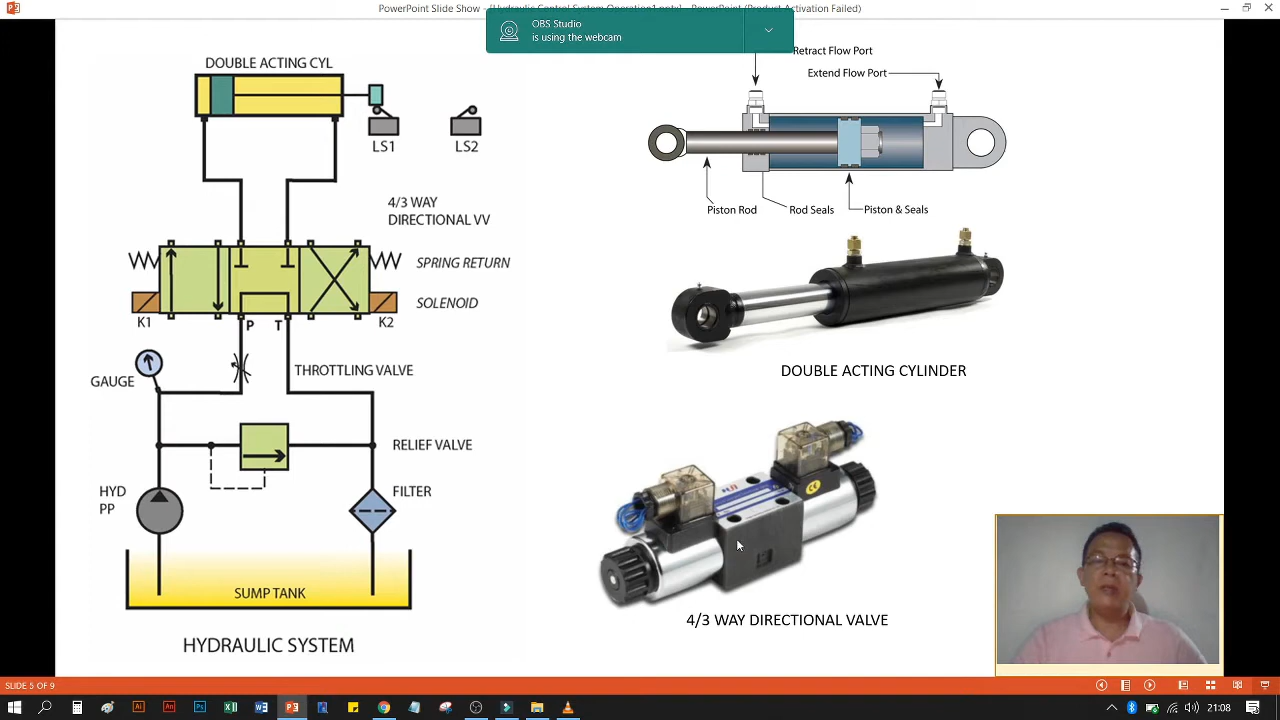 PowerPoint Slide Show - [Hydraulic Control System Operation1.pptx] - PowerPoint (Product Activation Failed)
OBS Studio
is using the webcam
DOUBLE ACTING CYL
LS1
LS2
4/3 WAY
DIRECTIONAL VV
SPRING RETURN
SOLENOID
K1
P
T
K2
GAUGE
THROTTLING VALVE
RELIEF VALVE
HYD
PP
FILTER
SUMP TANK
HYDRAULIC SYSTEM
Retract Flow Port
Extend Flow Port
Piston Rod
Rod Seals
Piston & Seals
DOUBLE ACTING CYLINDER
4/3 WAY DIRECTIONAL VALVE
SLIDE 5 OF 9
21:08